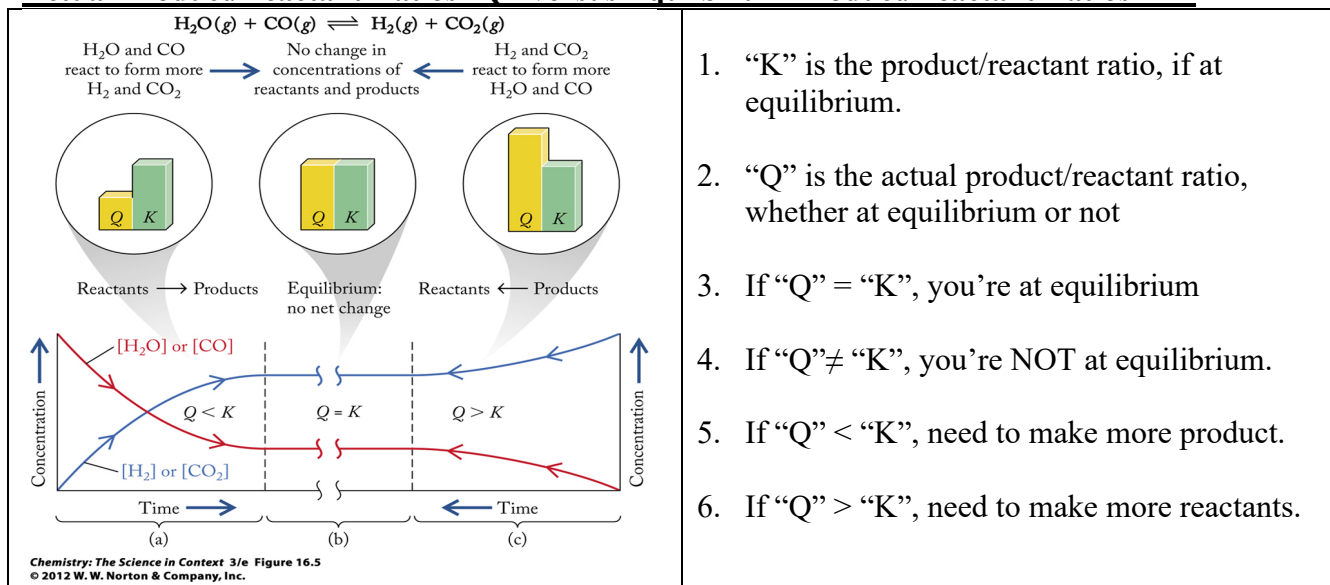 H₂O(g) + CO(g) ⇌ H₂(g) + CO₂(g)
H₂O and CO
react to form more
H₂ and CO₂
No change in
concentrations of
reactants and products
H₂ and CO₂
react to form more
H₂O and CO
Q K
Q K
Q K
Reactants → Products
Equilibrium:
no net change
Reactants ← Products
Concentration
[H₂O] or [CO]
Q < K
Q = K
Q > K
[H₂] or [CO₂]
Concentration
Time
Time
(a)
(b)
(c)
Chemistry: The Science in Context 3/e Figure 16.5
© 2012 W. W. Norton & Company, Inc.
1. “K” is the product/reactant ratio, if at
equilibrium.
2. “Q” is the actual product/reactant ratio,
whether at equilibrium or not
3. If “Q” = “K”, you’re at equilibrium
4. If “Q”≠ “K”, you’re NOT at equilibrium.
5. If “Q” < “K”, need to make more product.
6. If “Q” > “K”, need to make more reactants.